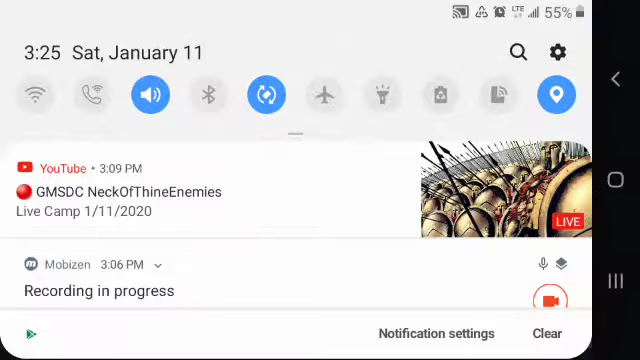 LTE 55%
3:25 Sat, January 11
YouTube • 3:09 PM
GMSDC NeckOfThineEnemies
Live Camp 1/11/2020
LIVE
m Mobizen 3:06 PM
Recording in progress
Notification settings Clear